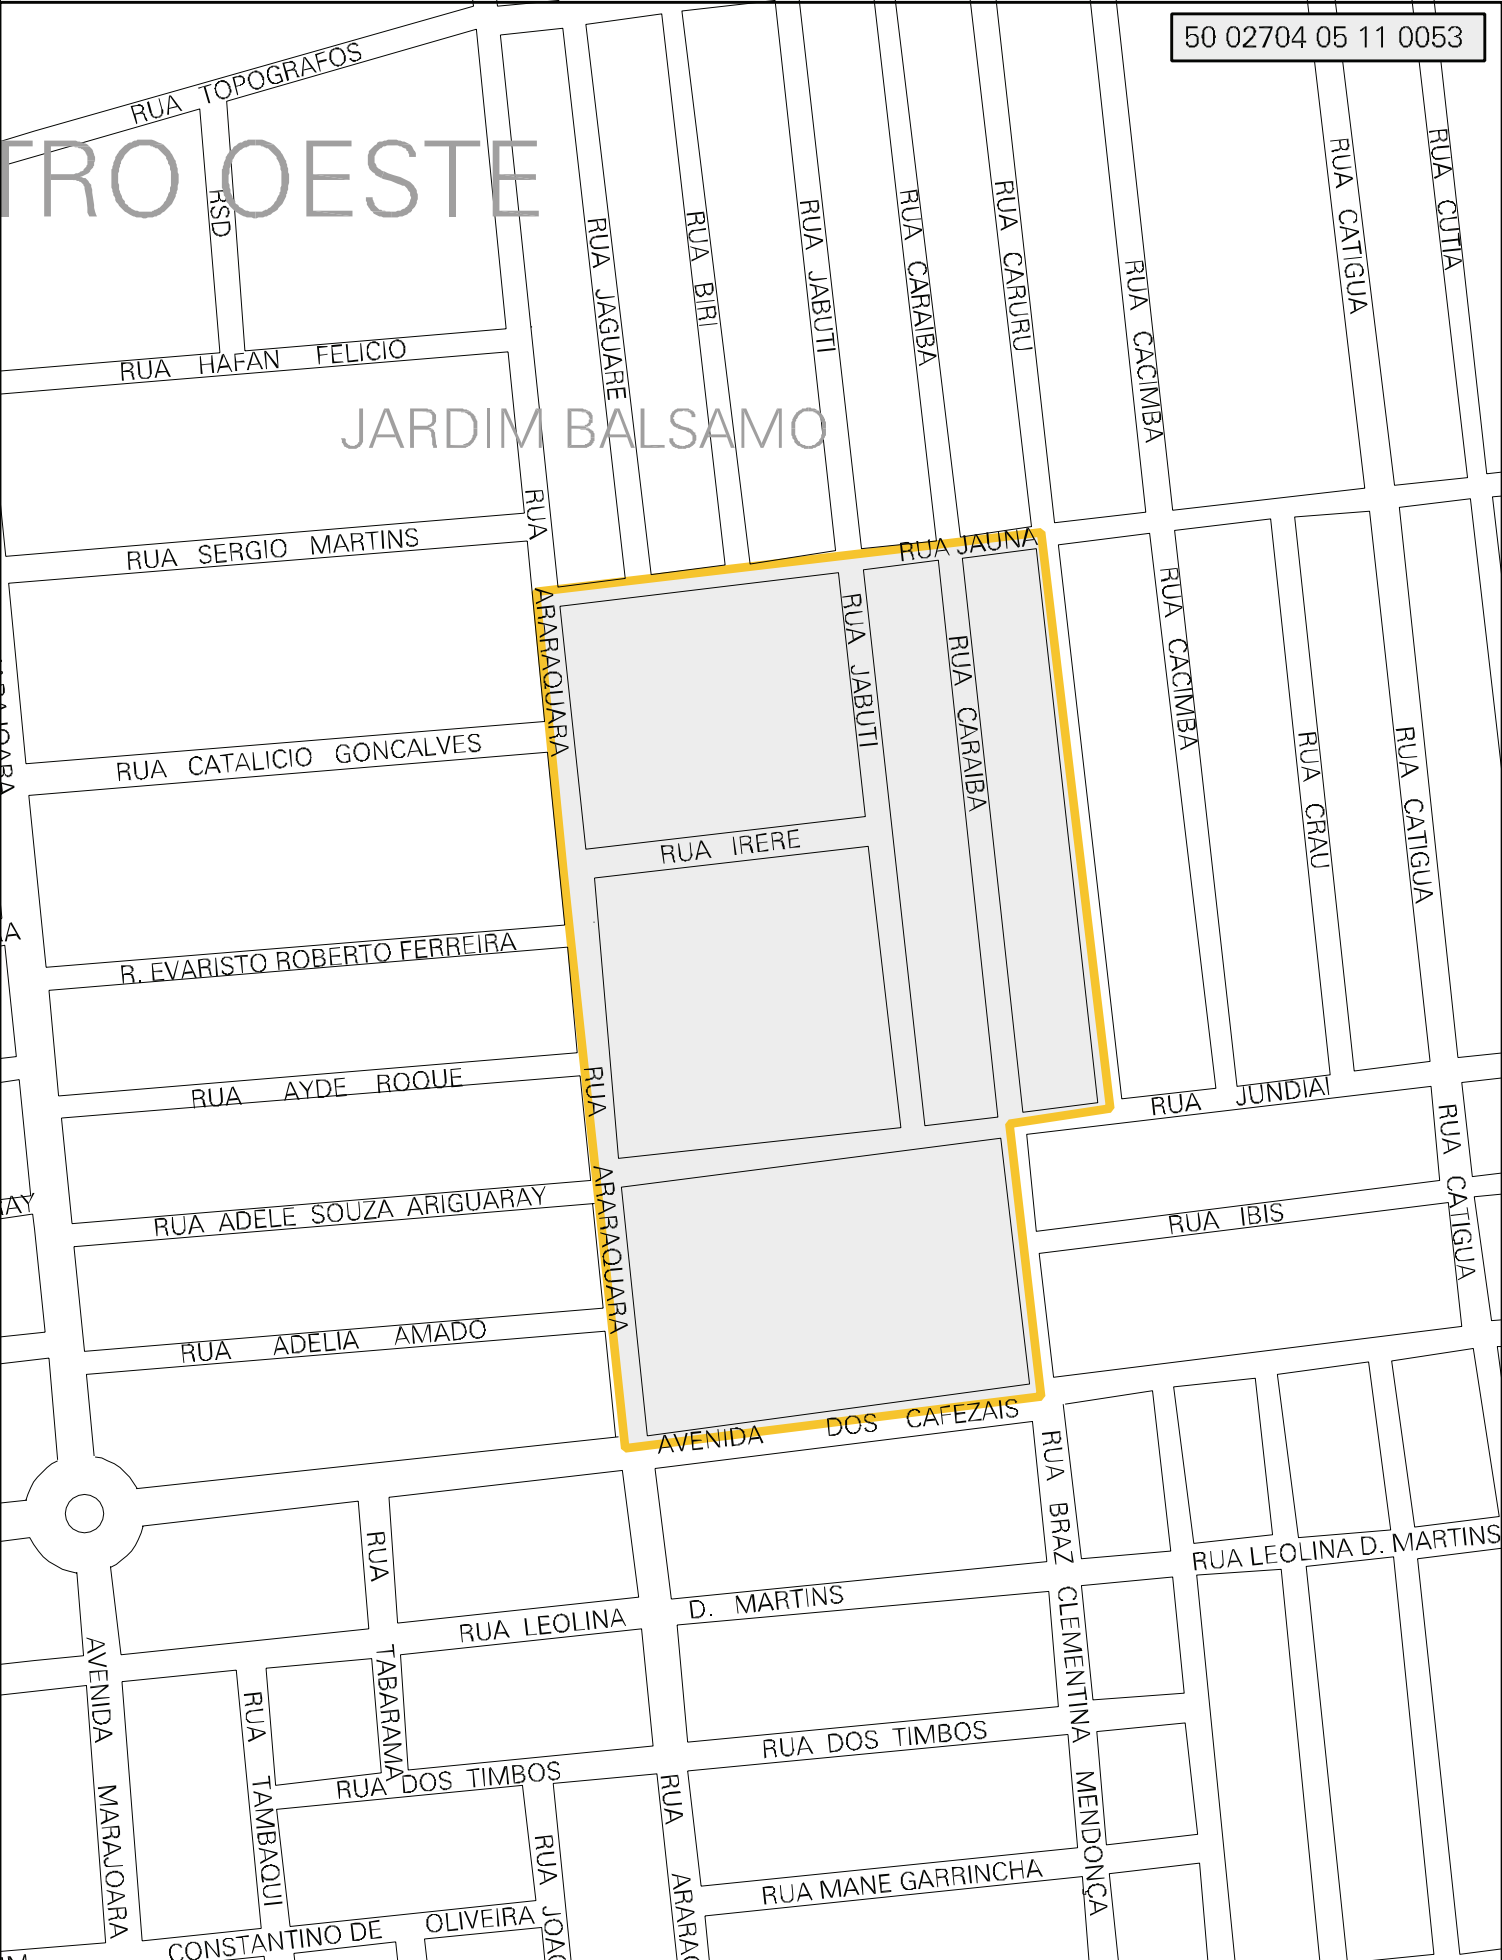 50 02704 05 11 0053
RUA TOPOGRAFOS
TRO OESTE
RSD
RUA JAGUARE
RUA BIRI
RUA JABUTI
RUA CARAIBA
RUA CARURU
RUA CACIMBA
RUA CATIGUA
RUA CUTIA
RUA HAFAN FELICIO
JARDIM BALSAMO
RUA SERGIO MARTINS
RUA ARARAQUARA
RUA JAUNA
RUA JABUTI
RUA CARAIBA
RUA CACIMBA
RUA CRAU
RUA CATIGUA
RUA CATALICIO GONCALVES
RUA IRERE
R. EVARISTO ROBERTO FERREIRA
RUA AYDE ROQUE
RUA ARARAQUARA
RUA JUNDIAI
RUA CATIGUA
RUA ADELE SOUZA ARIGUARAY
RUA IBIS
RUA ADELIA AMADO
AVENIDA DOS CAFEZAIS
RUA BRAZ CLEMENTINA MENDONÇA
RUA TABARAMA
RUA LEOLINA D. MARTINS
RUA LEOLINA D. MARTINS
AVENIDA MARAJOARA
RUA TAMBAQUI
RUA DOS TIMBOS
RUA DOS TIMBOS
RUA JOAQ
RUA ARARAQ
RUA MANE GARRINCHA
CONSTANTINO DE OLIVEIRA